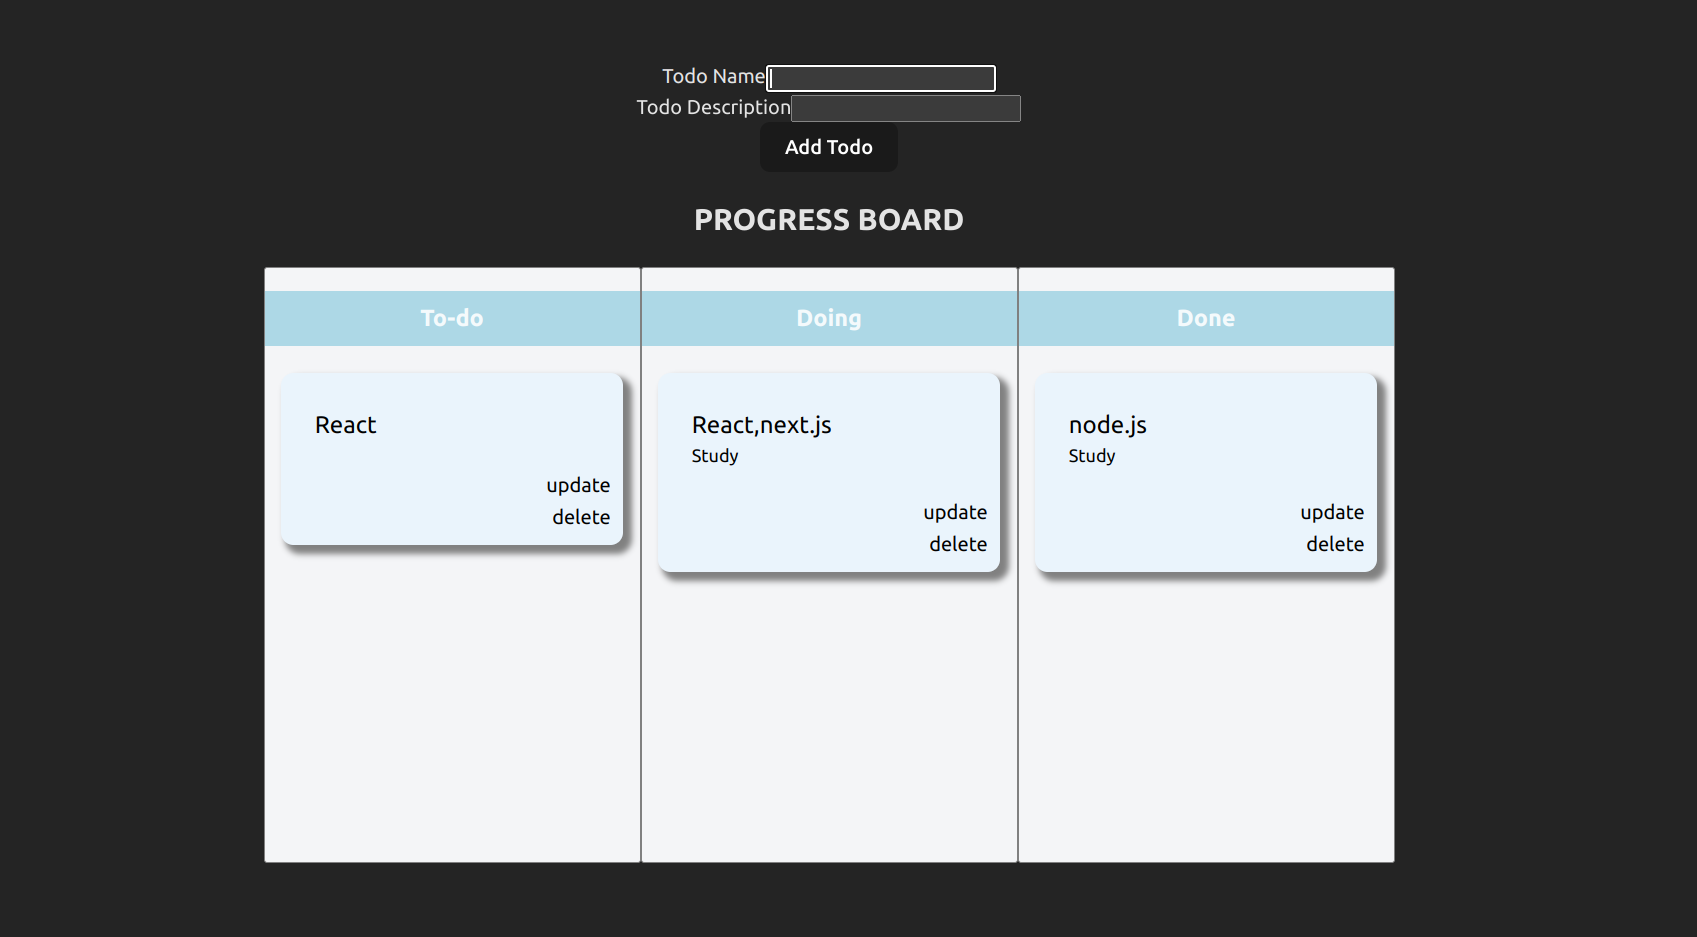 Todo Name
Todo Description
Add Todo
PROGRESS BOARD
To-do
React
update
delete
Doing
React,next.js
Study
update
delete
Done
node.js
Study
update
delete